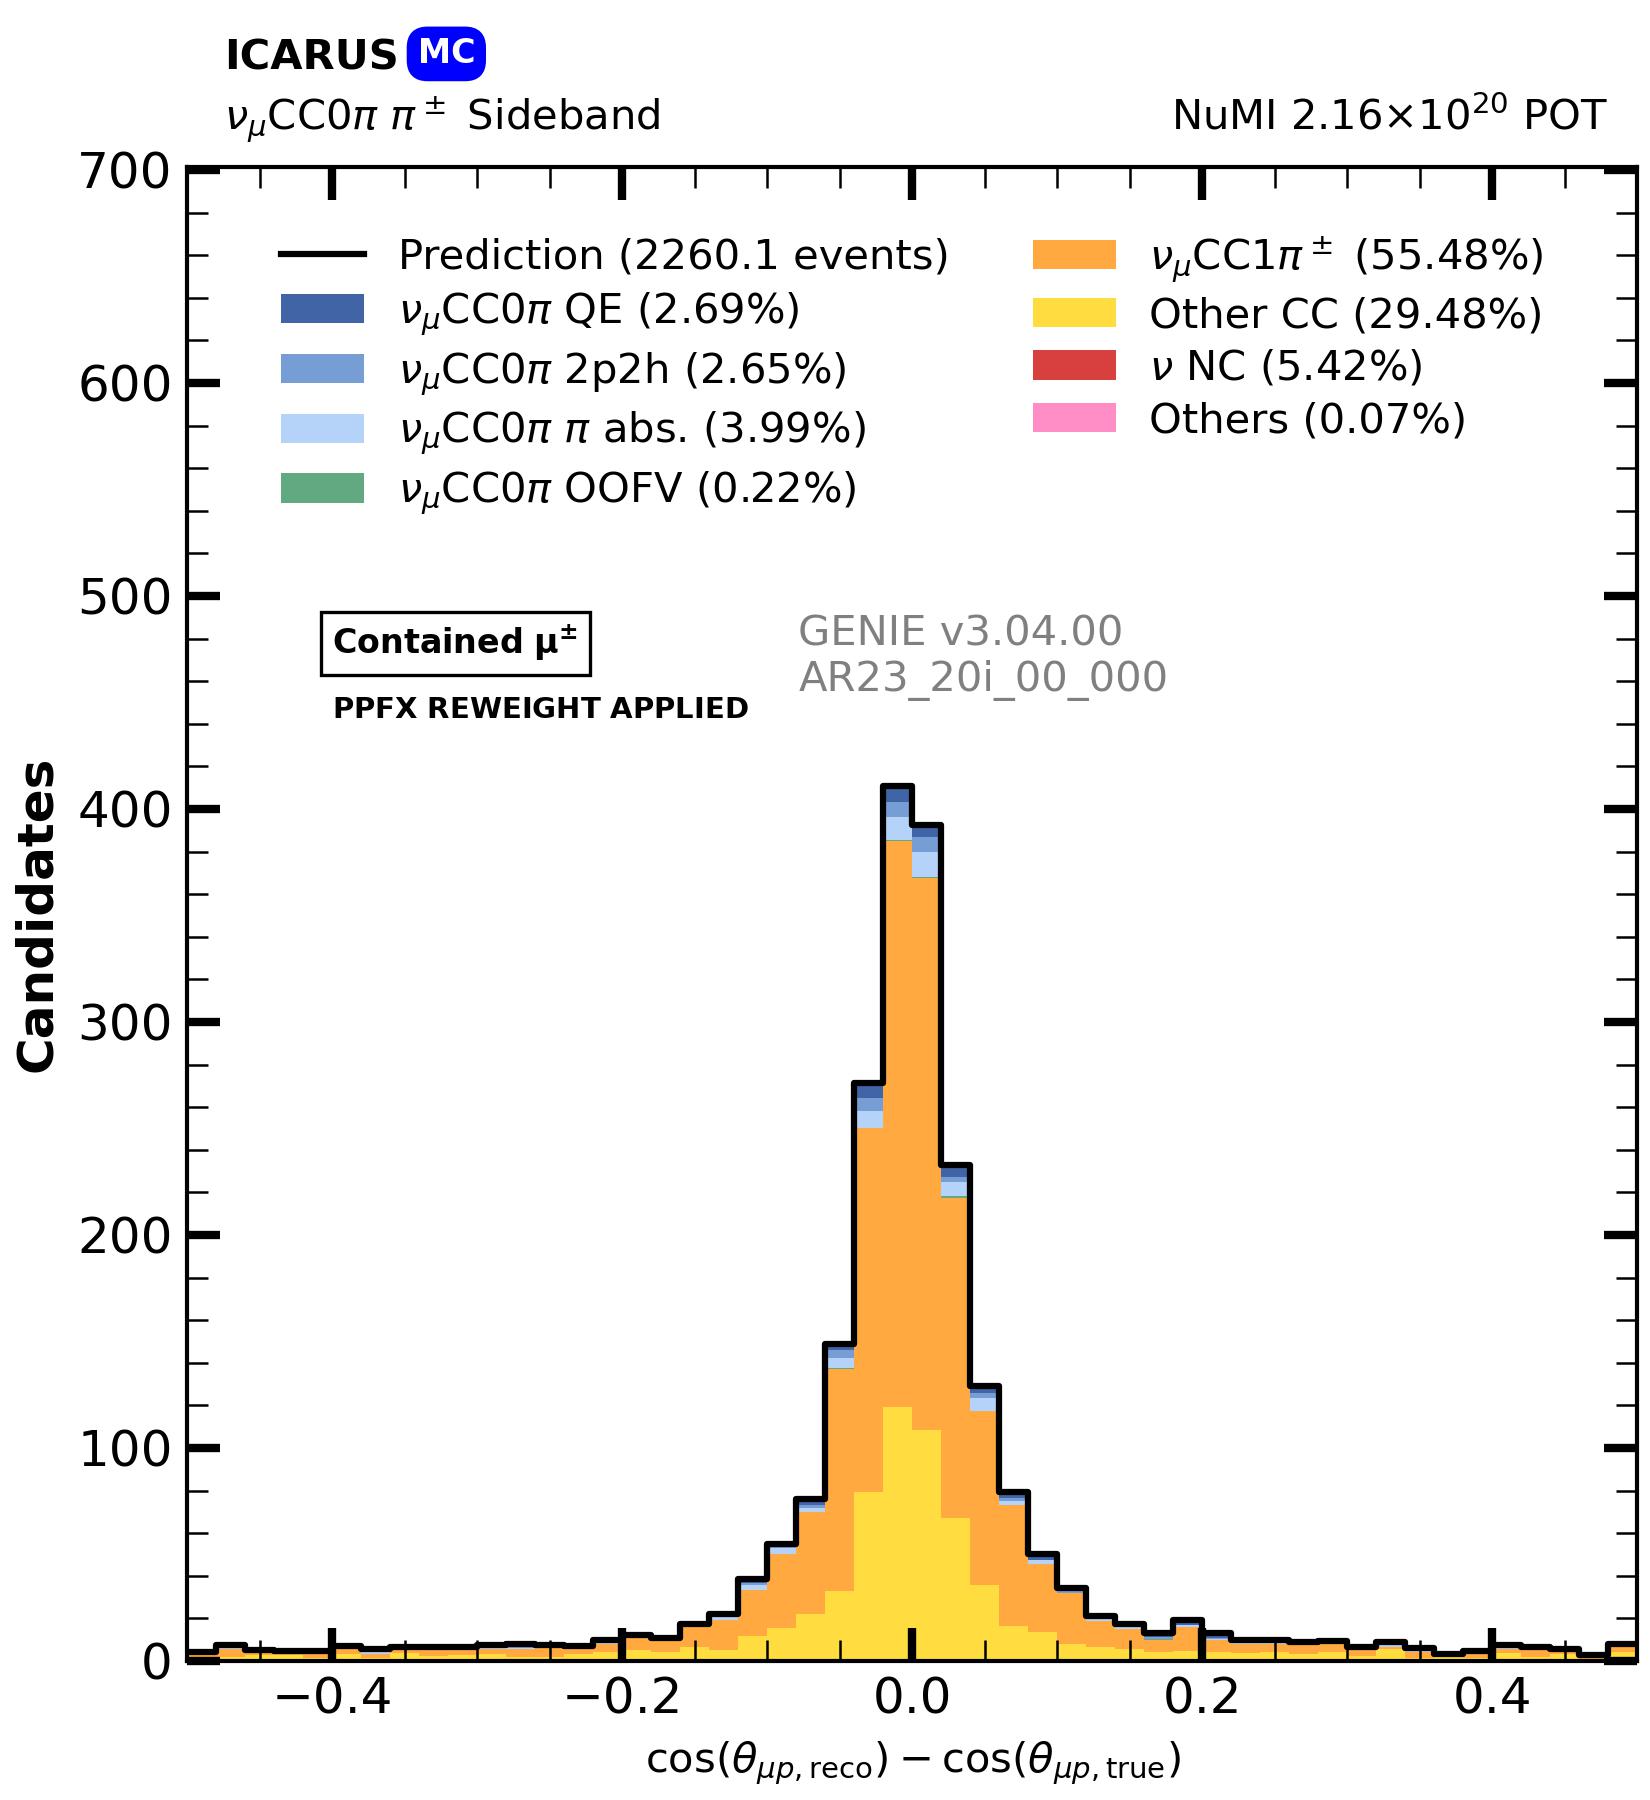 ICARUS MC
νμCC0π π± Sideband
NuMI 2.16×10²⁰ POT
Prediction (2260.1 events)
νμCC0π QE (2.69%)
νμCC0π 2p2h (2.65%)
νμCC0π π abs. (3.99%)
νμCC0π OOFV (0.22%)
νμCC1π± (55.48%)
Other CC (29.48%)
ν NC (5.42%)
Others (0.07%)
Contained μ±
PPFX REWEIGHT APPLIED
GENIE v3.04.00
AR23_20i_00_000
Candidates
700
600
500
400
300
200
100
0
−0.4 −0.2 0.0 0.2 0.4
cos(θμp,reco) − cos(θμp,true)